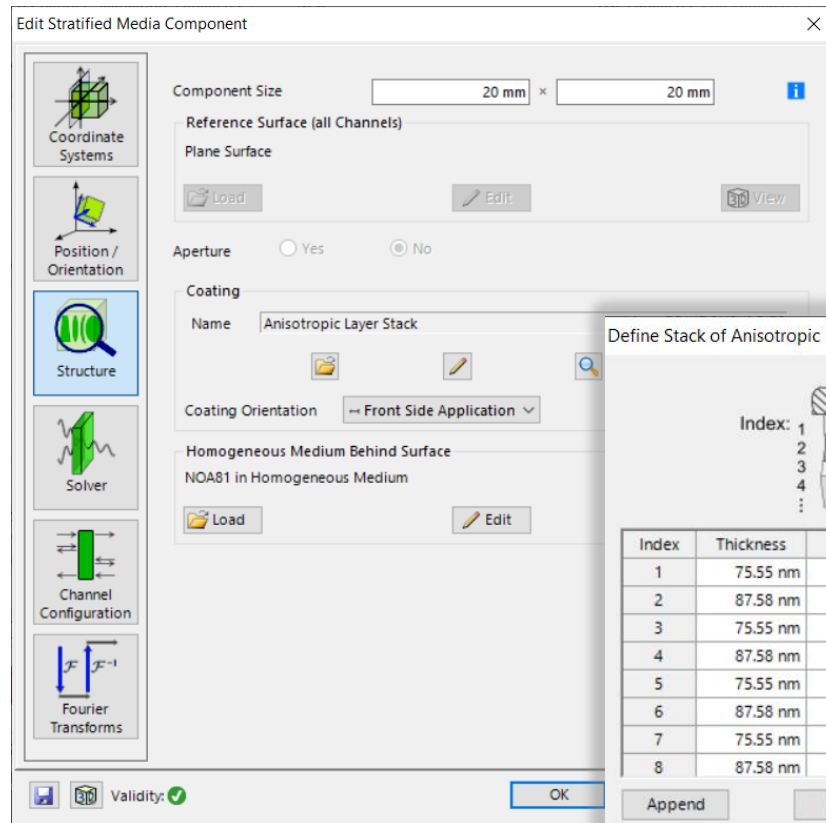 Edit Stratified Media Component
Coordinate
Systems
Position /
Orientation
Structure
Solver
Channel
Configuration
F F-1
Fourier
Transforms
Component Size 20 mm × 20 mm
Reference Surface (all Channels)
Plane Surface
Load Edit 3D View
Aperture Yes No
Coating
Name Anisotropic Layer Stack
Coating Orientation Front Side Application
Homogeneous Medium Behind Surface
NOA81 in Homogeneous Medium
Load Edit
3D Validity: OK
Define Stack of Anisotropic
Index: 1
2
3
4
⋮
Index Thickness
1 75.55 nm
2 87.58 nm
3 75.55 nm
4 87.58 nm
5 75.55 nm
6 87.58 nm
7 75.55 nm
8 87.58 nm
Append